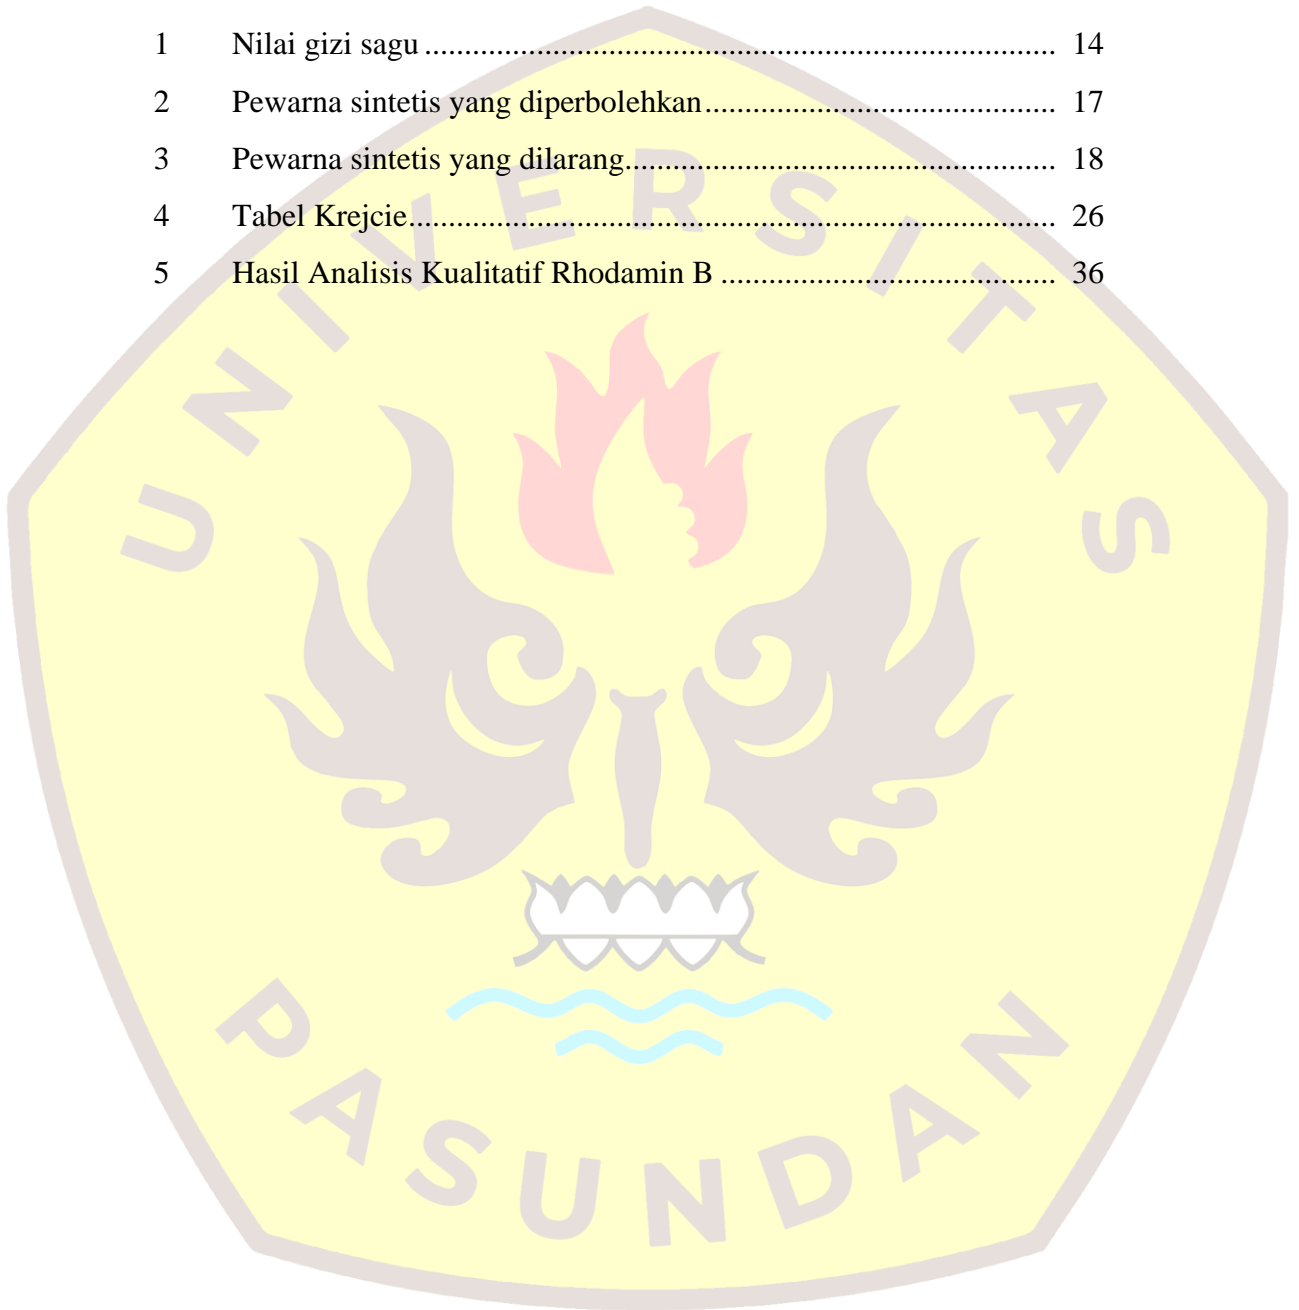 1 Nilai gizi sagu ............................................................................... 14
2 Pewarna sintetis yang diperbolehkan............................................ 17
3 Pewarna sintetis yang dilarang...................................................... 18
4 Tabel Krejcie................................................................................. 26
5 Hasil Analisis Kualitatif Rhodamin B .......................................... 36
UNIVERSITAS
PASUNDAN